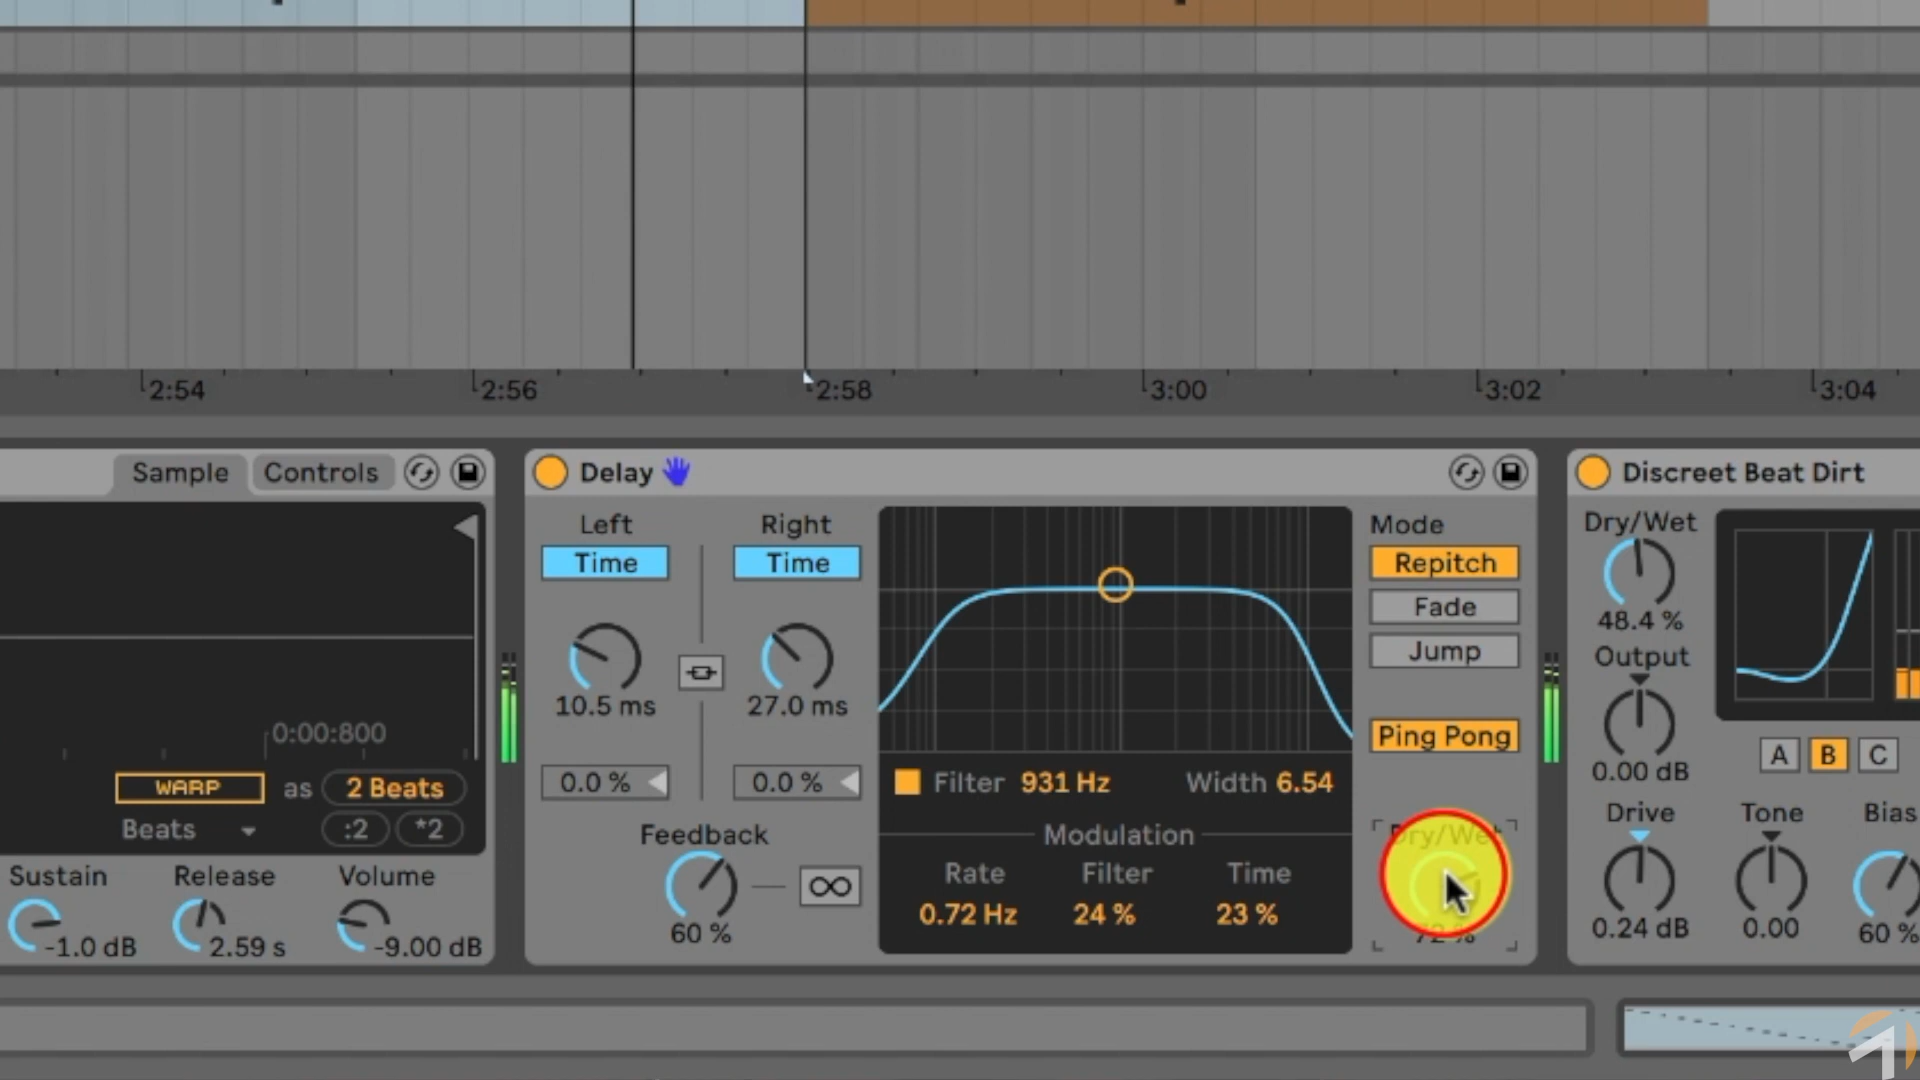 2:54 2:56 2:58 3:00 3:02 3:04
Sample Controls
0:00:800
WARP as 2 Beats
Beats :2 *2
Sustain Release Volume
-1.0 dB 2.59 s -9.00 dB
Delay
Left Right
Time Time
10.5 ms 27.0 ms
0.0 % 0.0 %
Feedback
60 %
Filter 931 Hz Width 6.54
Modulation
Rate Filter Time
0.72 Hz 24 % 23 %
Mode
Repitch
Fade
Jump
Ping Pong
Dry/Wet
72 %
Discreet Beat Dirt
Dry/Wet
48.4 %
Output
0.00 dB
A B C
Drive Tone Bias
0.24 dB 0.00 60 %